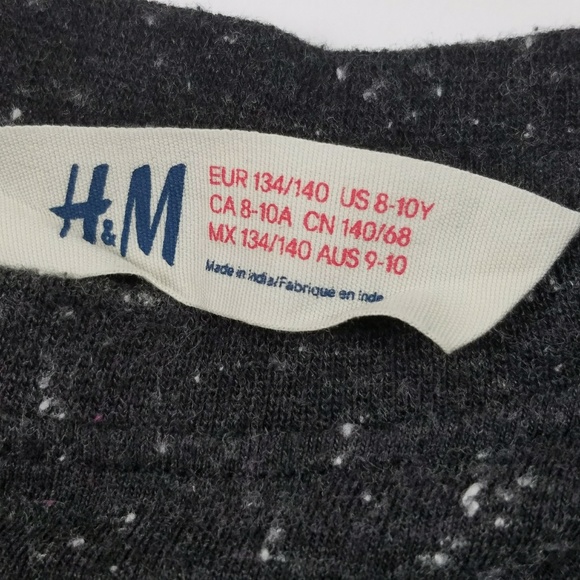 H&M
EUR 134/140 US 8-10Y
CA 8-10A CN 140/68
MX 134/140 AUS 9-10
Made in India/Fabriqué en Inde